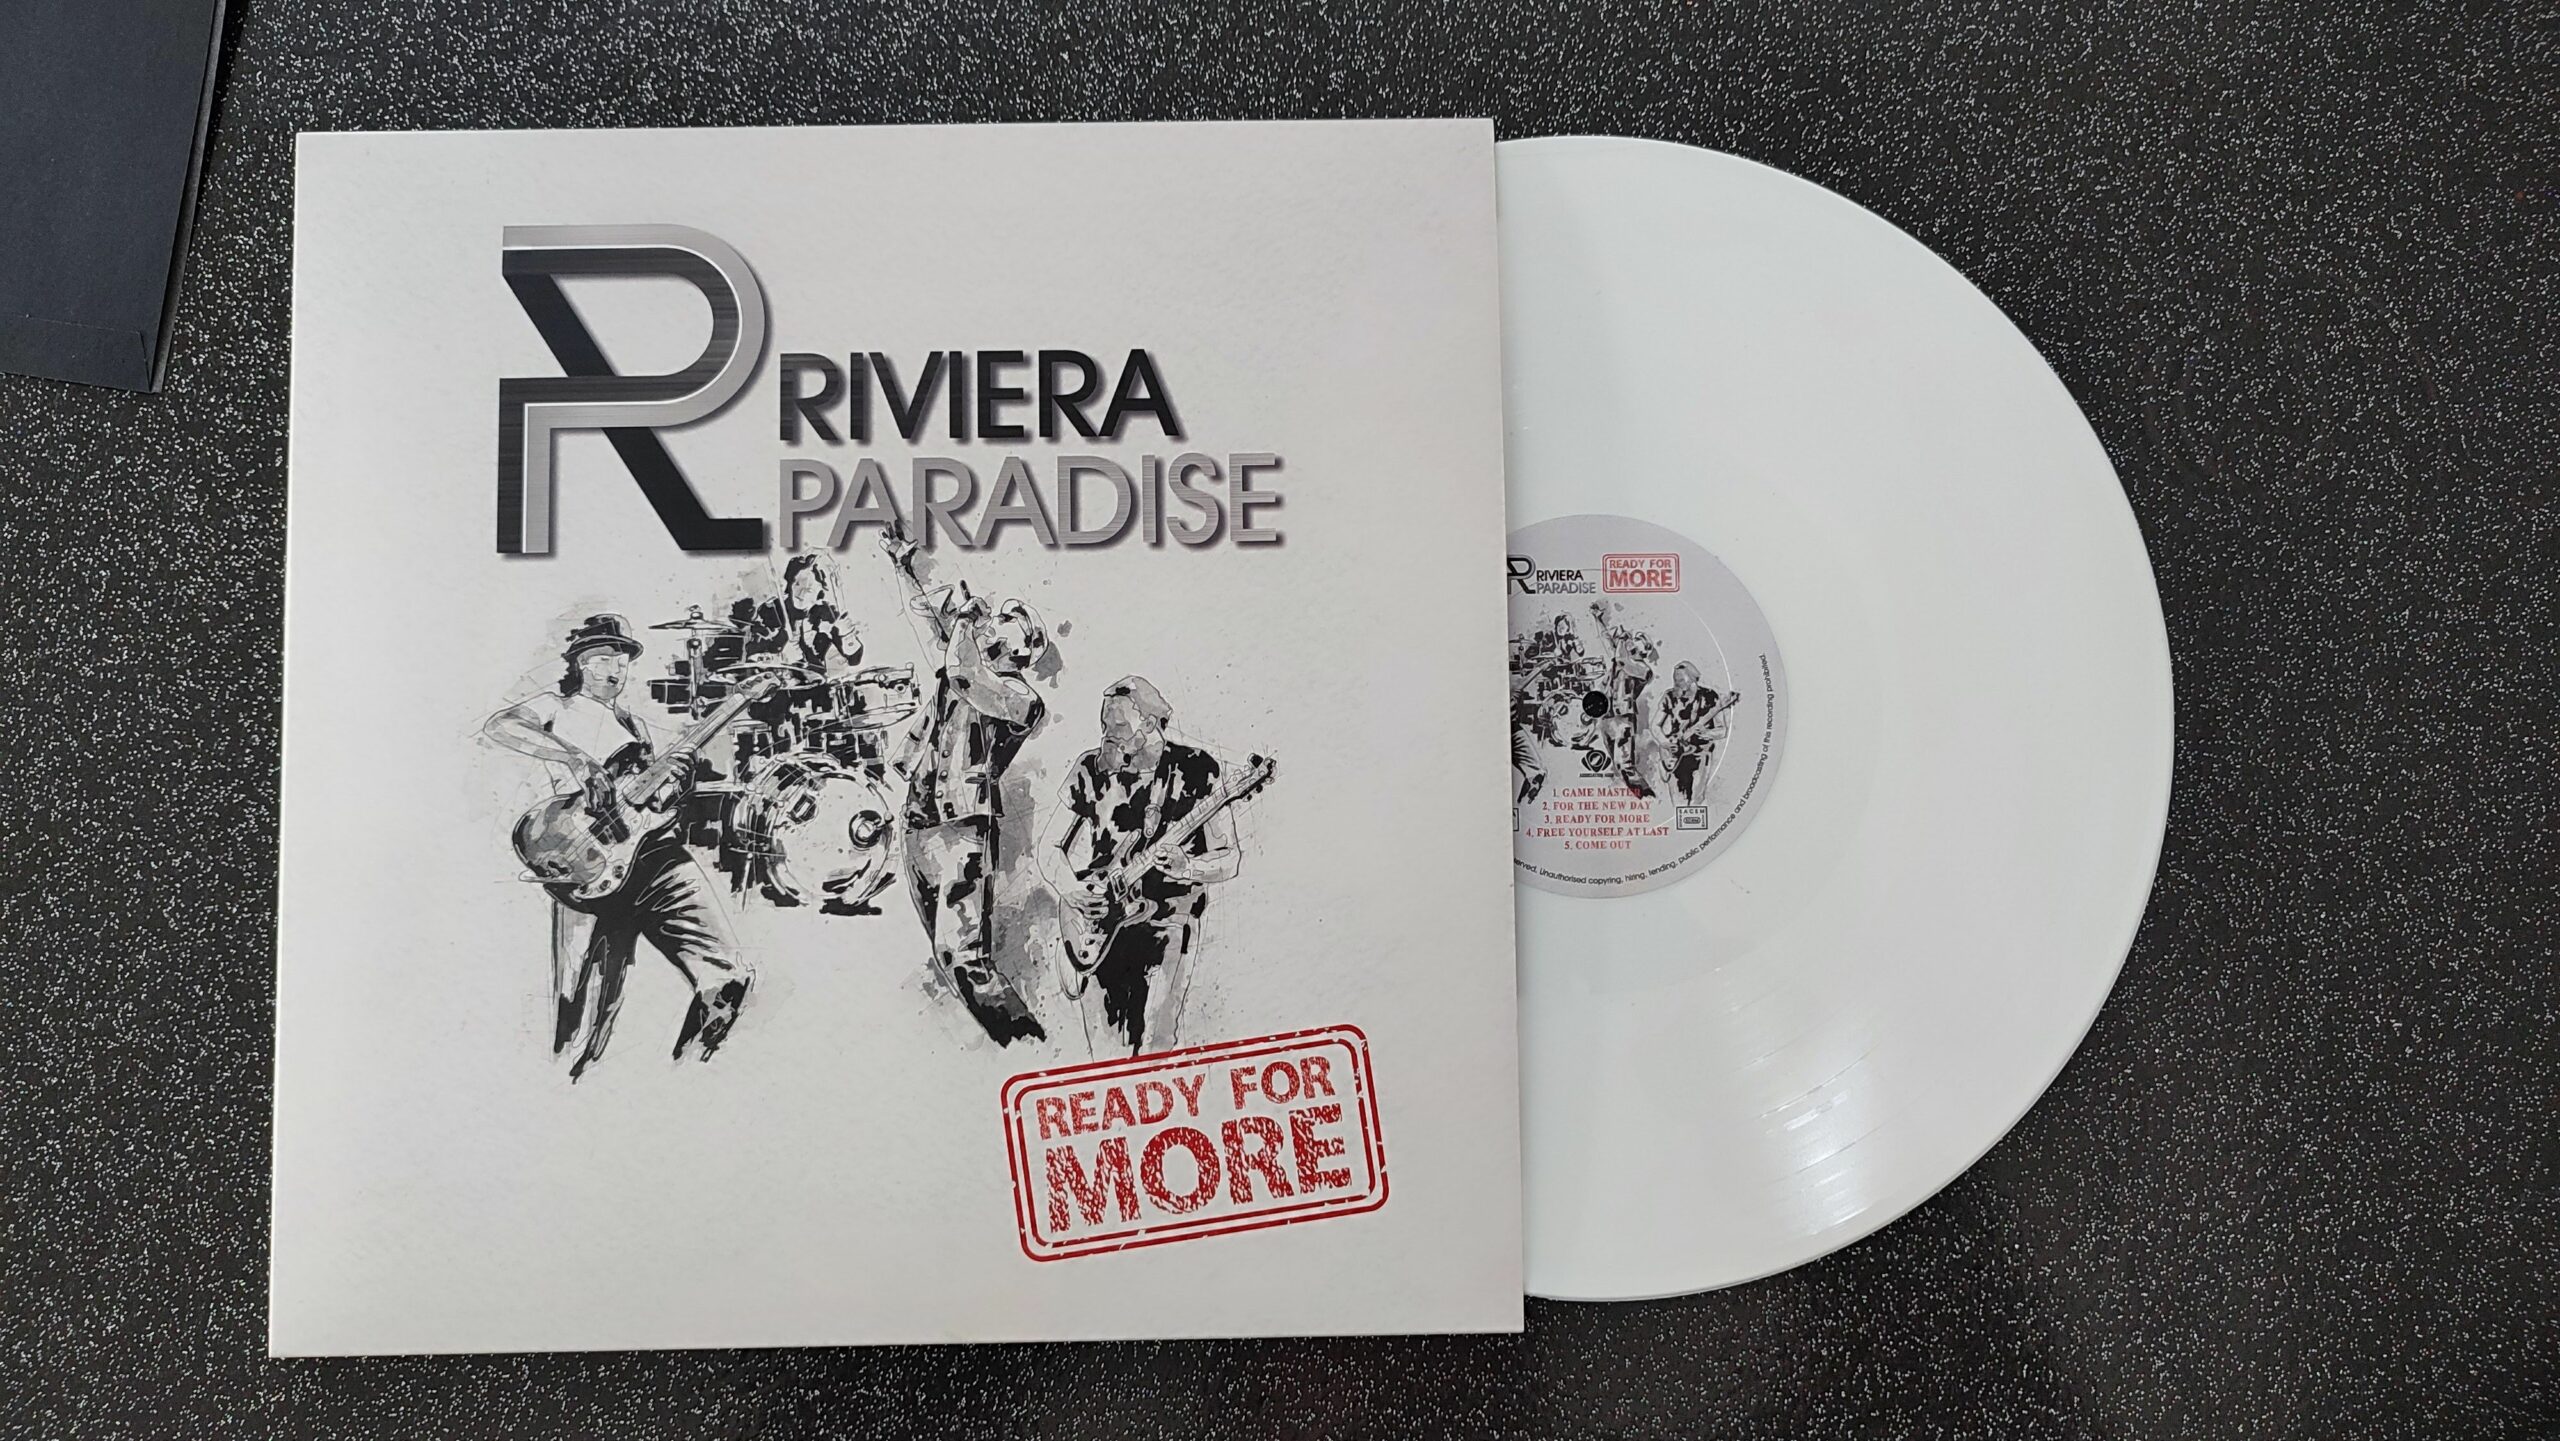 RIVIERA
PARADISE
READY FOR
MORE
RIVIERA
PARADISE
READY FOR
MORE
1. GAME MASTER
2. FOR THE NEW DAY
3. READY FOR MORE
4. FREE YOURSELF AT LAST
5. COME OUT
SACEM
Unauthorised copying, hiring, lending, public performance and broadcasting of this recording prohibited.